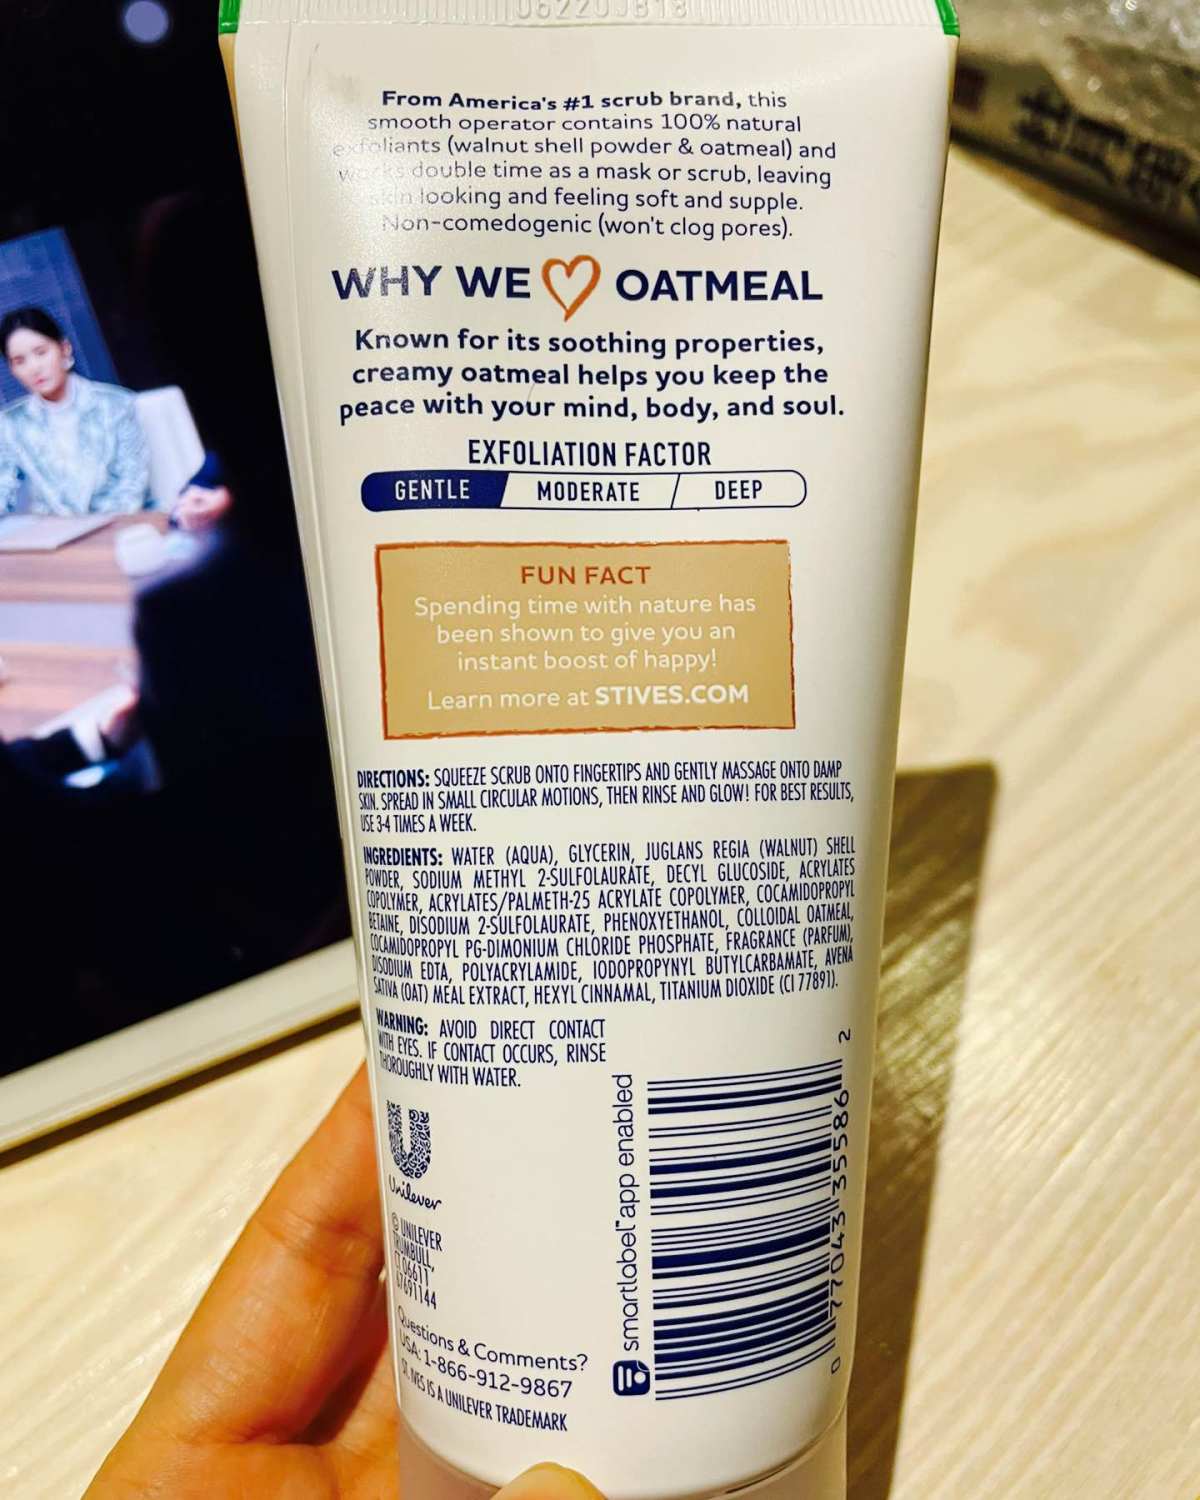 06220JB13
From America's #1 scrub brand, this
smooth operator contains 100% natural
exfoliants (walnut shell powder & oatmeal) and
works double time as a mask or scrub, leaving
skin looking and feeling soft and supple.
Non-comedogenic (won't clog pores).
WHY WE OATMEAL
Known for its soothing properties,
creamy oatmeal helps you keep the
peace with your mind, body, and soul.
EXFOLIATION FACTOR
GENTLE MODERATE DEEP
FUN FACT
Spending time with nature has
been shown to give you an
instant boost of happy!
Learn more at STIVES.COM
DIRECTIONS: SQUEEZE SCRUB ONTO FINGERTIPS AND GENTLY MASSAGE ONTO DAMP
SKIN. SPREAD IN SMALL CIRCULAR MOTIONS, THEN RINSE AND GLOW! FOR BEST RESULTS,
USE 3-4 TIMES A WEEK.
INGREDIENTS: WATER (AQUA), GLYCERIN, JUGLANS REGIA (WALNUT) SHELL
POWDER, SODIUM METHYL 2-SULFOLAURATE, DECYL GLUCOSIDE, ACRYLATES
COPOLYMER, ACRYLATES/PALMETH-25 ACRYLATE COPOLYMER, COCAMIDOPROPYL
BETAINE, DISODIUM 2-SULFOLAURATE, PHENOXYETHANOL, COLLOIDAL OATMEAL,
COCAMIDOPROPYL PG-DIMONIUM CHLORIDE PHOSPHATE, FRAGRANCE (PARFUM),
DISODIUM EDTA, POLYACRYLAMIDE, IODOPROPYNYL BUTYLCARBAMATE, AVENA
SATIVA (OAT) MEAL EXTRACT, HEXYL CINNAMAL, TITANIUM DIOXIDE (CI 77891).
WARNING: AVOID DIRECT CONTACT
WITH EYES. IF CONTACT OCCURS, RINSE
THOROUGHLY WITH WATER.
Unilever
© UNILEVER
TRUMBULL,
CT 06611
67691144
Questions & Comments?
USA: 1-866-912-9867
ST. IVES IS A UNILEVER TRADEMARK
smartlabel™ app enabled
0 77043 35586 2